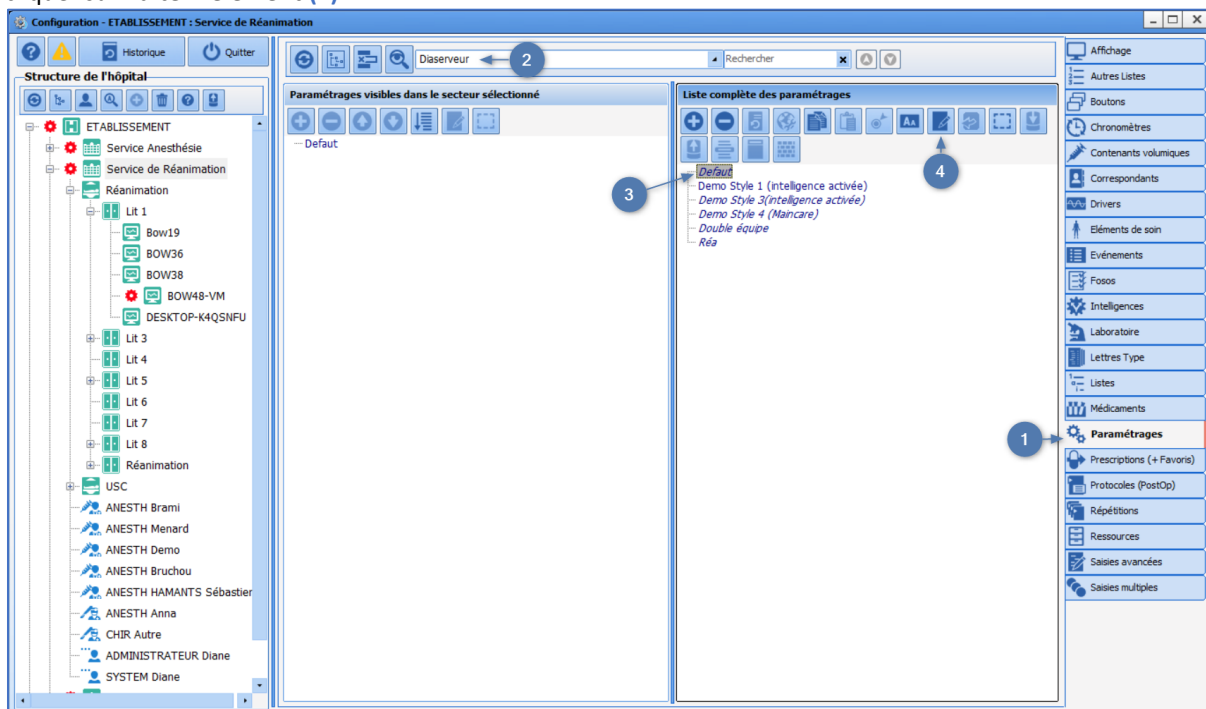 Configuration - ETABLISSEMENT : Service de Réanimation
Historique
Quitter
Structure de l'hôpital
ETABLISSEMENT
Service Anesthésie
Service de Réanimation
Réanimation
Lit 1
Bow19
BOW36
BOW38
BOW48-VM
DESKTOP-K4QSNFU
Lit 3
Lit 4
Lit 5
Lit 6
Lit 7
Lit 8
Réanimation
USC
ANESTH Brami
ANESTH Menard
ANESTH Demo
ANESTH Bruchou
ANESTH HAMANTS Sébastier
ANESTH Anna
CHIR Autre
ADMINISTRATEUR Diane
SYSTEM Diane
Diaserveur
2
Rechercher
Paramétrages visibles dans le secteur sélectionné
Defaut
Liste complète des paramétrages
4
3
Defaut
Demo Style 1 (intelligence activée)
Demo Style 3(intelligence activée)
Demo Style 4 (Maincare)
Double équipe
Réa
Affichage
Autres Listes
Boutons
Chronomètres
Contenants volumiques
Correspondants
Drivers
Eléments de soin
Evénements
Fosos
Intelligences
Laboratoire
Lettres Type
Listes
Médicaments
1
Paramétrages
Prescriptions (+ Favoris)
Protocoles (PostOp)
Répétitions
Ressources
Saisies avancées
Saisies multiples